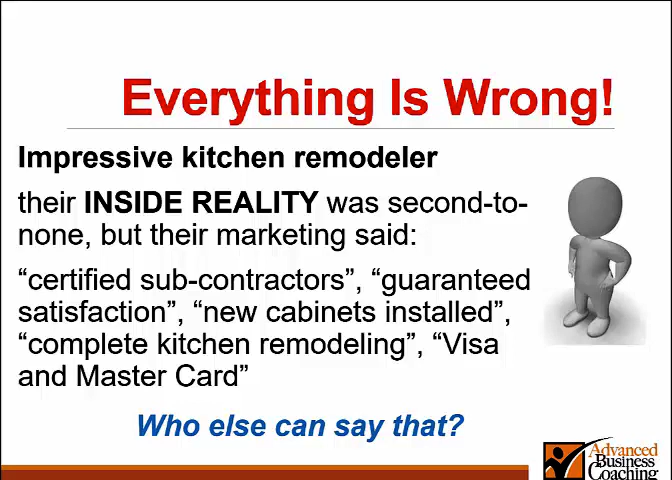 Everything Is Wrong!
Impressive kitchen remodeler
their INSIDE REALITY was second-to-
none, but their marketing said:
“certified sub-contractors”, “guaranteed
satisfaction”, “new cabinets installed”,
“complete kitchen remodeling”, “Visa
and Master Card”
Who else can say that?
Advanced
Business
Coaching